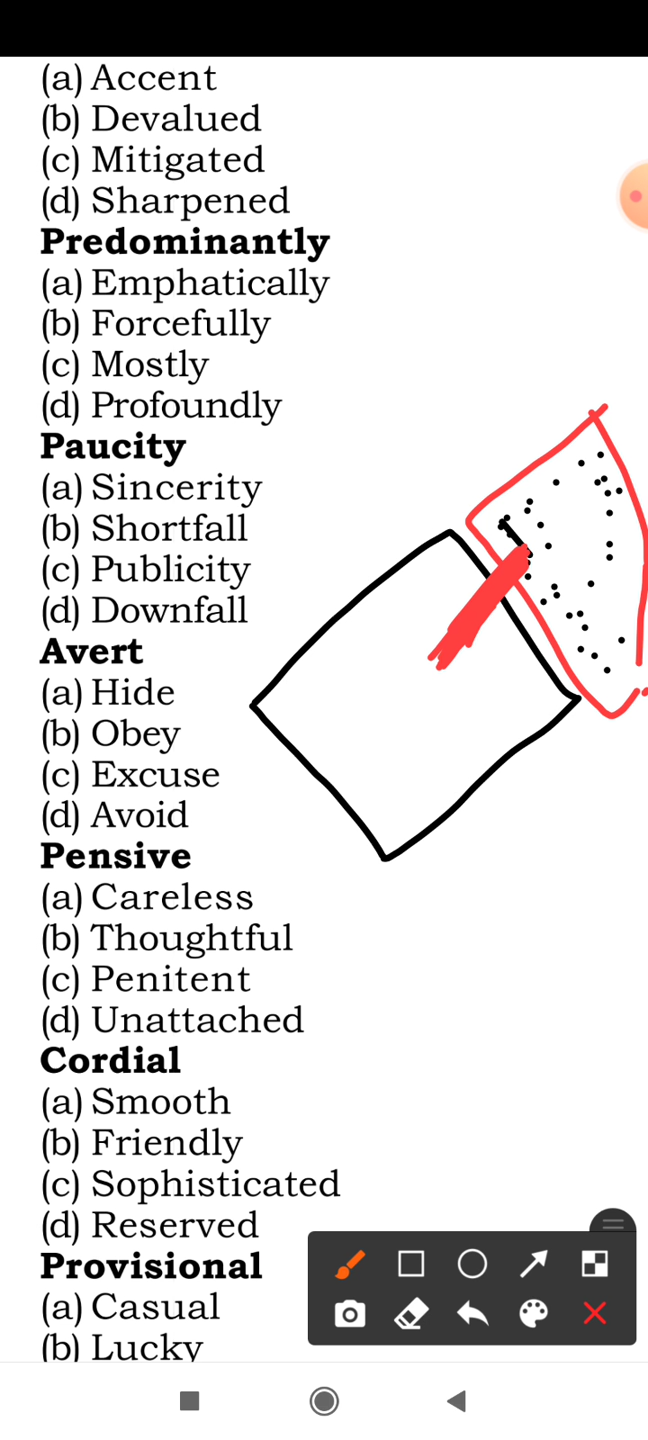 (a) Accent
(b) Devalued
(c) Mitigated
(d) Sharpened
Predominantly
(a) Emphatically
(b) Forcefully
(c) Mostly
(d) Profoundly
Paucity
(a) Sincerity
(b) Shortfall
(c) Publicity
(d) Downfall
Avert
(a) Hide
(b) Obey
(c) Excuse
(d) Avoid
Pensive
(a) Careless
(b) Thoughtful
(c) Penitent
(d) Unattached
Cordial
(a) Smooth
(b) Friendly
(c) Sophisticated
(d) Reserved
Provisional
(a) Casual
(b) Lucky